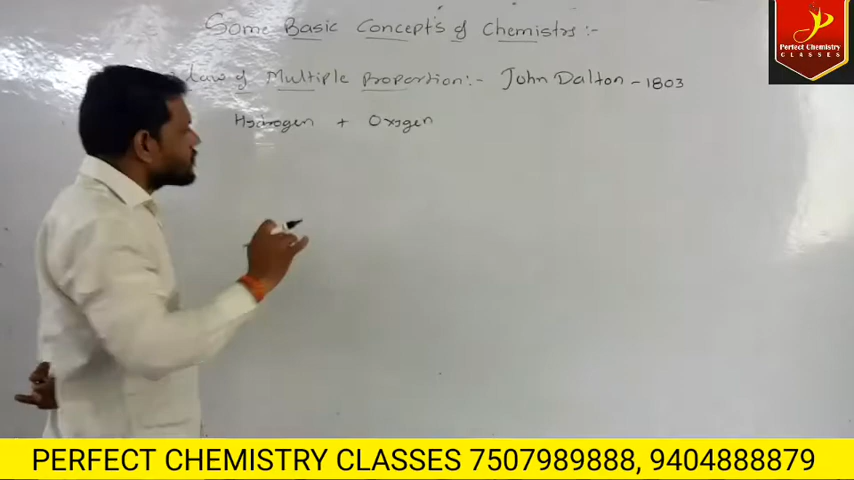 Some Basic Concept's of Chemistry :-
Law of Multiple Proportion :- John Dalton - 1803
Hydrogen + Oxygen
Perfect Chemistry
CLASSES
PERFECT CHEMISTRY CLASSES 7507989888, 9404888879